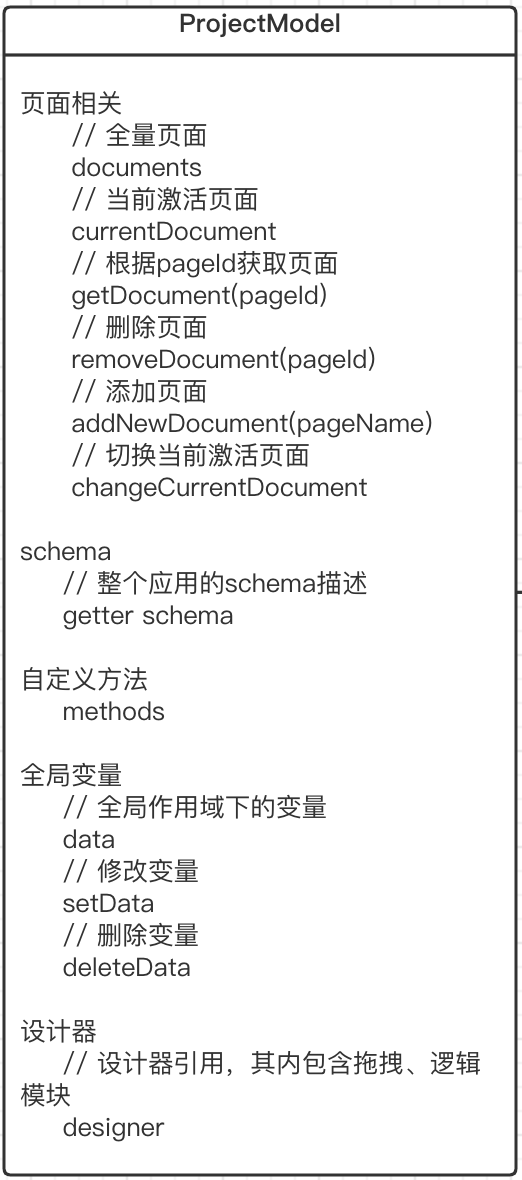 ProjectModel
页面相关
// 全量页面
documents
// 当前激活页面
currentDocument
// 根据pageId获取页面
getDocument(pageId)
// 删除页面
removeDocument(pageId)
// 添加页面
addNewDocument(pageName)
// 切换当前激活页面
changeCurrentDocument
schema
// 整个应用的schema描述
getter schema
自定义方法
methods
全局变量
// 全局作用域下的变量
data
// 修改变量
setData
// 删除变量
deleteData
设计器
// 设计器引用，其内包含拖拽、逻辑
模块
designer